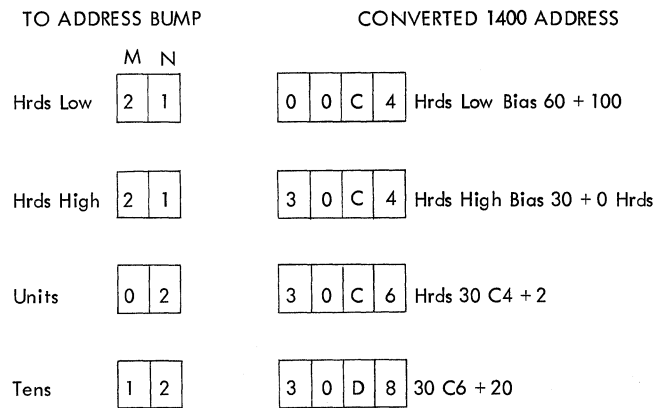 TO ADDRESS BUMP CONVERTED 1400 ADDRESS
M N
Hrds Low 2 1 0 0 C 4 Hrds Low Bias 60 + 100
Hrds High 2 1 3 0 C 4 Hrds High Bias 30 + 0 Hrds
Units 0 2 3 0 C 6 Hrds 30 C4 + 2
Tens 1 2 3 0 D 8 30 C6 + 20